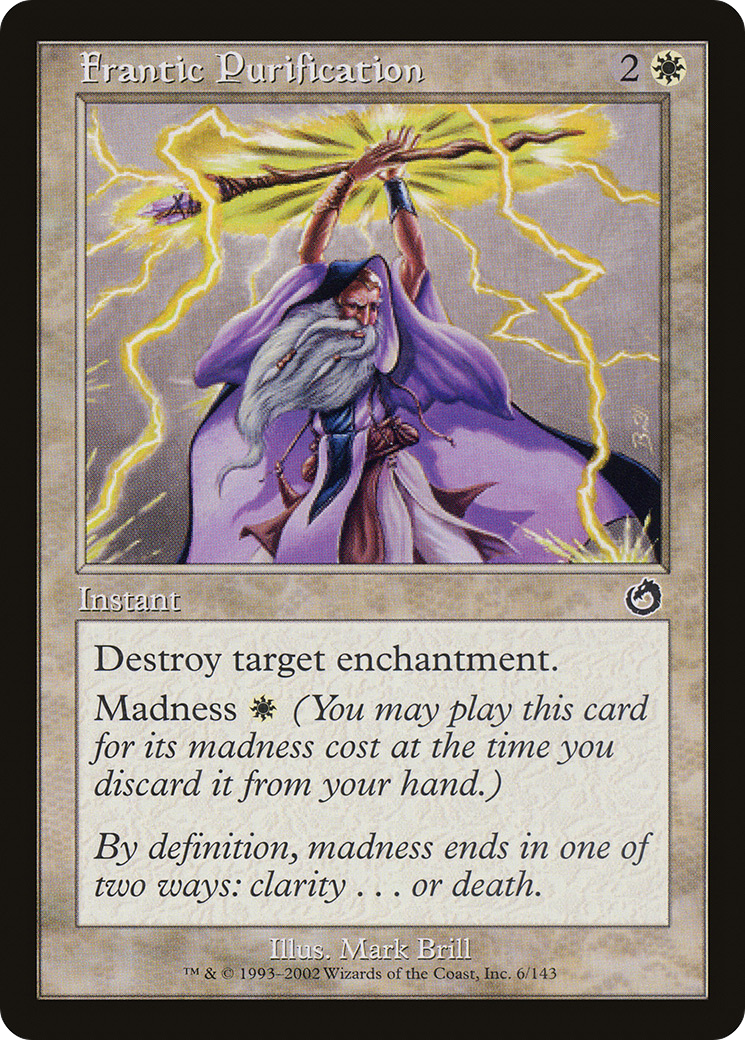 Frantic Purification 2
Instant
Destroy target enchantment.
Madness (You may play this card
for its madness cost at the time you
discard it from your hand.)
By definition, madness ends in one of
two ways: clarity . . . or death.
Illus. Mark Brill
™ & © 1993–2002 Wizards of the Coast, Inc. 6/143